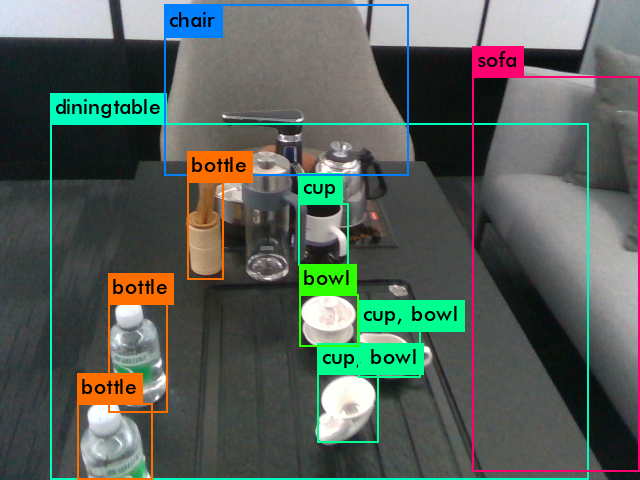 chair
sofa
diningtable
bottle
cup
bowl
bottle
cup, bowl
cup, bowl
bottle